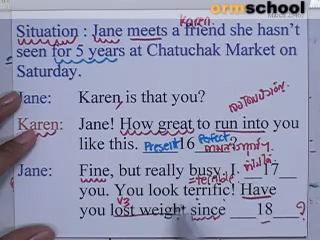 ormschool
Karen.
Situation : Jane meets a friend she hasn't
seen for 5 years at Chatuchak Market on
Saturday.
Jane: Karen, is that you?
Karen: Jane! How great to run into you
like this. Present 16 Perfect ?
Jane: Fine, but really busy. I 17
= terrible
you. You look terrific! Have
V3
you lost weight since 18 ?